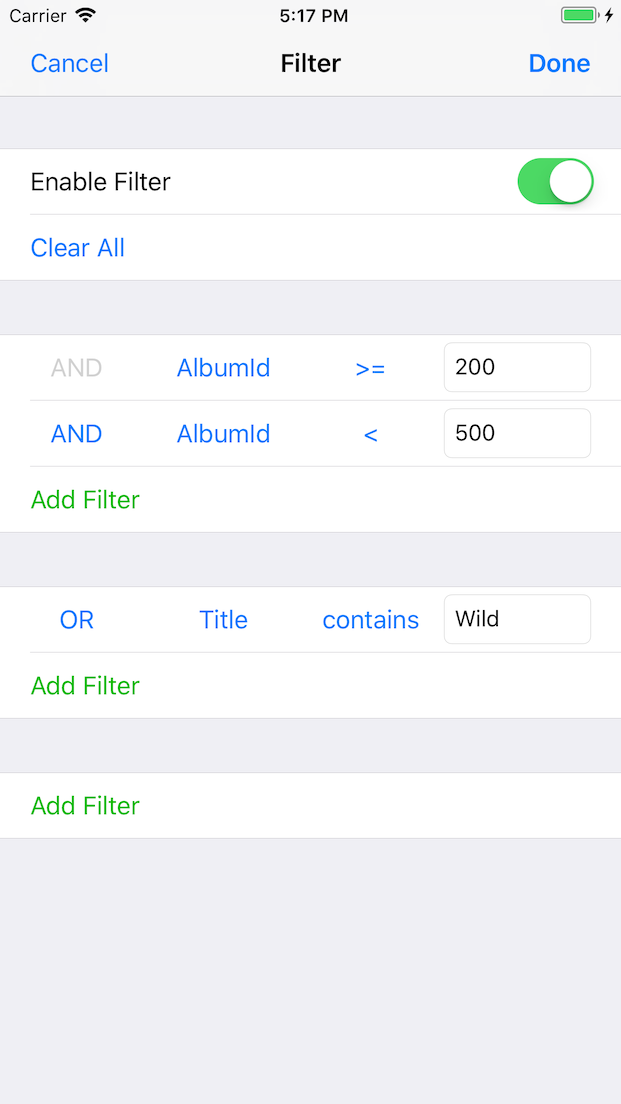 Carrier 5:17 PM
Cancel Filter Done
Enable Filter
Clear All
AND AlbumId >= 200
AND AlbumId < 500
Add Filter
OR Title contains Wild
Add Filter
Add Filter